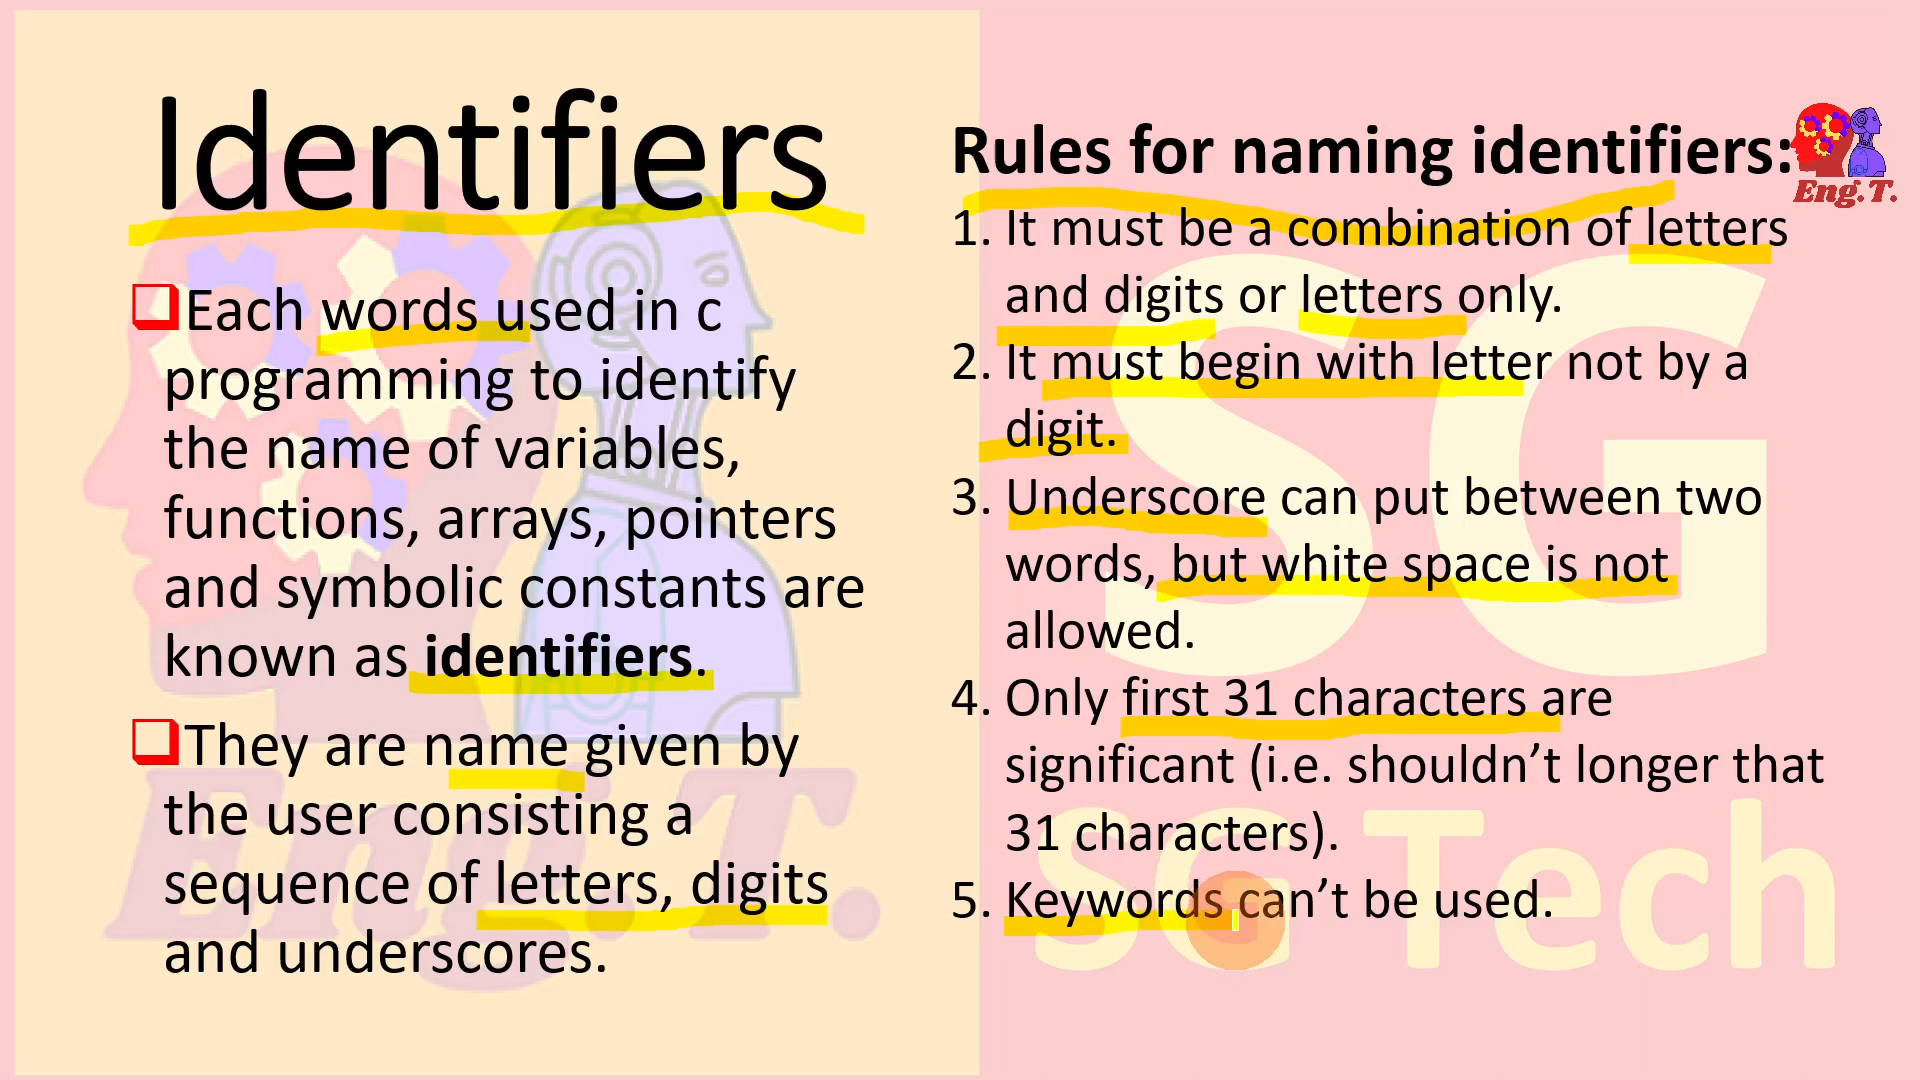 Identifiers
❑Each words used in c
programming to identify
the name of variables,
functions, arrays, pointers
and symbolic constants are
known as identifiers.
❑They are name given by
the user consisting a
sequence of letters, digits
and underscores.
Rules for naming identifiers:
1. It must be a combination of letters
and digits or letters only.
2. It must begin with letter not by a
digit.
3. Underscore can put between two
words, but white space is not
allowed.
4. Only first 31 characters are
significant (i.e. shouldn’t longer that
31 characters).
5. Keywords can’t be used.
Eng.T.
Eng.T.
SG
SG Tech